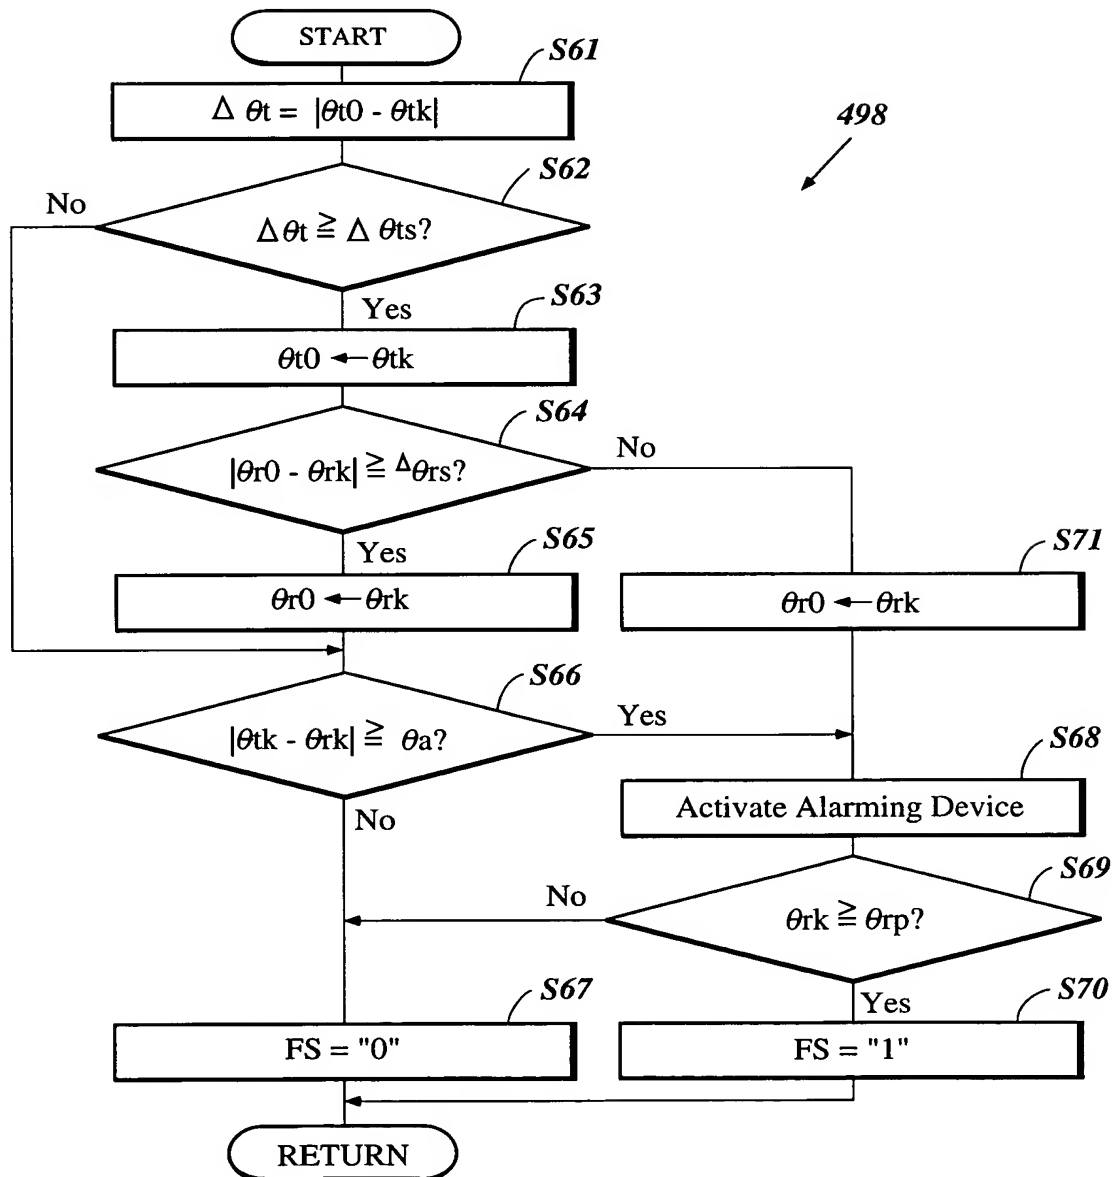 START
S61
Δ θt = |θt0 - θtk|
498
S62
No
Δθt ≧ Δ θts?
Yes
S63
θt0 ← θtk
S64
No
|θr0 - θrk| ≧ Δθrs?
Yes
S65
S71
θr0 ← θrk
θr0 ← θrk
S66
Yes
|θtk - θrk| ≧ θa?
S68
No
Activate Alarming Device
S69
No
θrk ≧ θrp?
S67
Yes
S70
FS = "0"
FS = "1"
RETURN